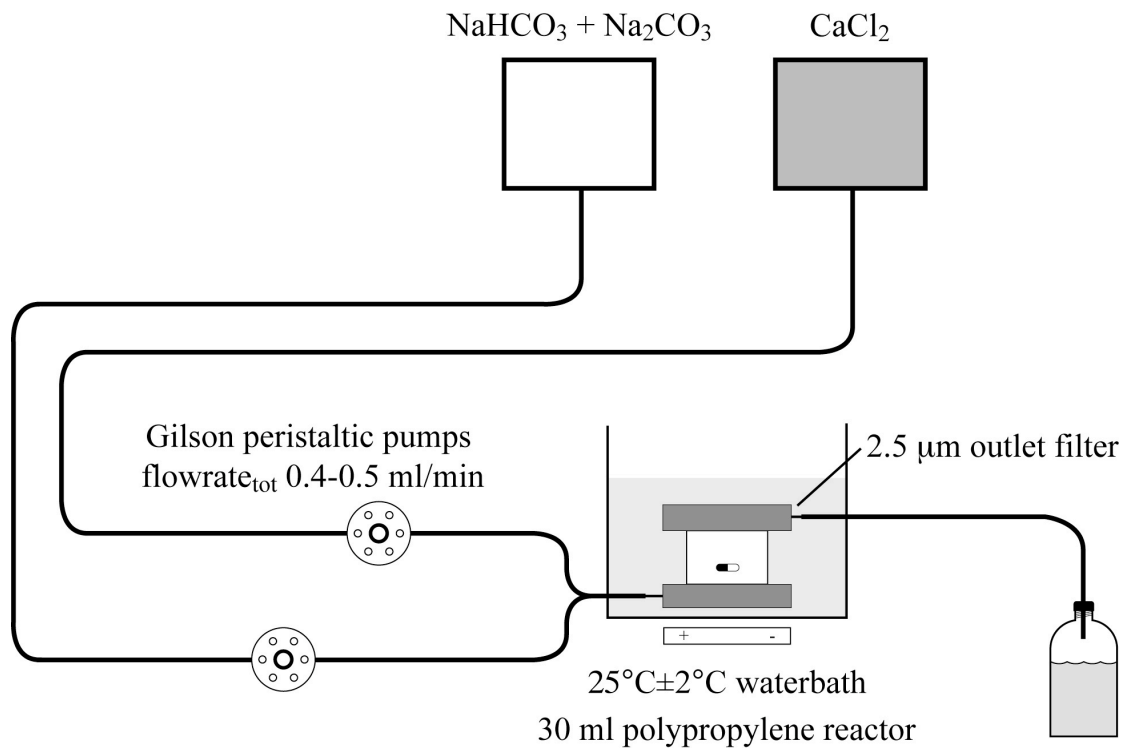 NaHCO₃ + Na₂CO₃
CaCl₂
Gilson peristaltic pumps
flowrate_tot 0.4-0.5 ml/min
2.5 μm outlet filter
+ -
25°C±2°C waterbath
30 ml polypropylene reactor